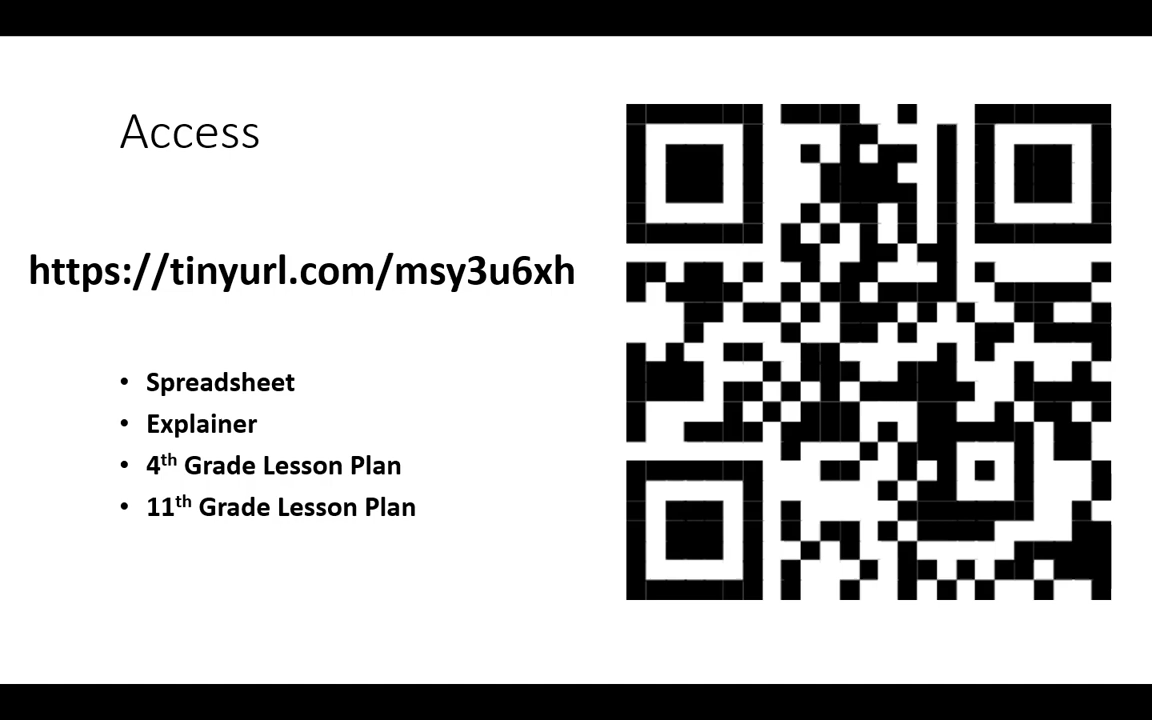 Access
https://tinyurl.com/msy3u6xh
• Spreadsheet
• Explainer
• 4th Grade Lesson Plan
• 11th Grade Lesson Plan